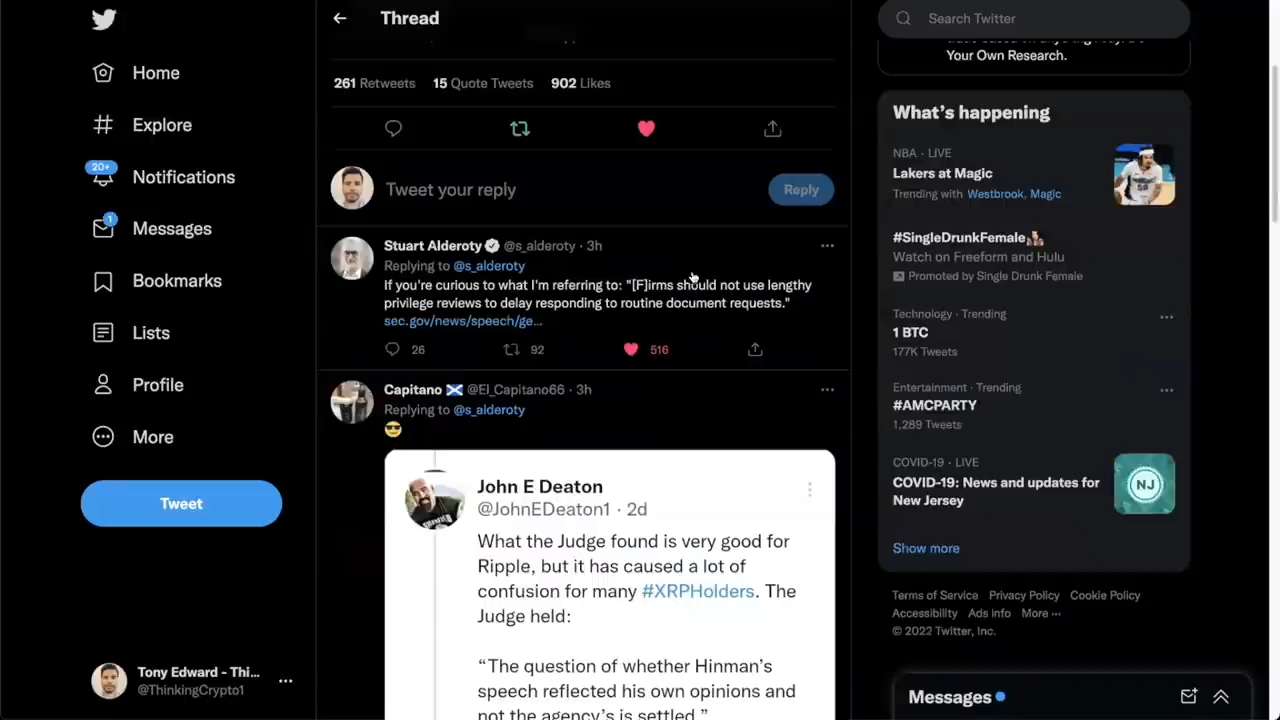 Home
Explore
20+
Notifications
1
Messages
Bookmarks
Lists
Profile
More
Tweet
Tony Edward - Thi...
@ThinkingCrypto1
Thread
261 Retweets 15 Quote Tweets 902 Likes
Tweet your reply
Reply
Stuart Alderoty @s_alderoty · 3h
Replying to @s_alderoty
If you're curious to what I'm referring to: "[F]irms should not use lengthy
privilege reviews to delay responding to routine document requests."
sec.gov/news/speech/ge...
26 92 516
Capitano 🏴󠁧󠁢󠁳󠁣󠁴󠁿 @El_Capitano66 · 3h
Replying to @s_alderoty
😎
John E Deaton
@JohnEDeaton1 · 2d
What the Judge found is very good for
Ripple, but it has caused a lot of
confusion for many #XRPHolders. The
Judge held:
“The question of whether Hinman’s
speech reflected his own opinions and
not the agency’s is settled.”
Search Twitter
Your Own Research.
What’s happening
NBA · LIVE
Lakers at Magic
Trending with Westbrook, Magic
50
#SingleDrunkFemale
Watch on Freeform and Hulu
Promoted by Single Drunk Female
Technology · Trending
1 BTC
177K Tweets
Entertainment · Trending
#AMCPARTY
1,289 Tweets
COVID-19 · LIVE
COVID-19: News and updates for
New Jersey
NJ
Show more
Terms of Service Privacy Policy Cookie Policy
Accessibility Ads info More ···
© 2022 Twitter, Inc.
Messages